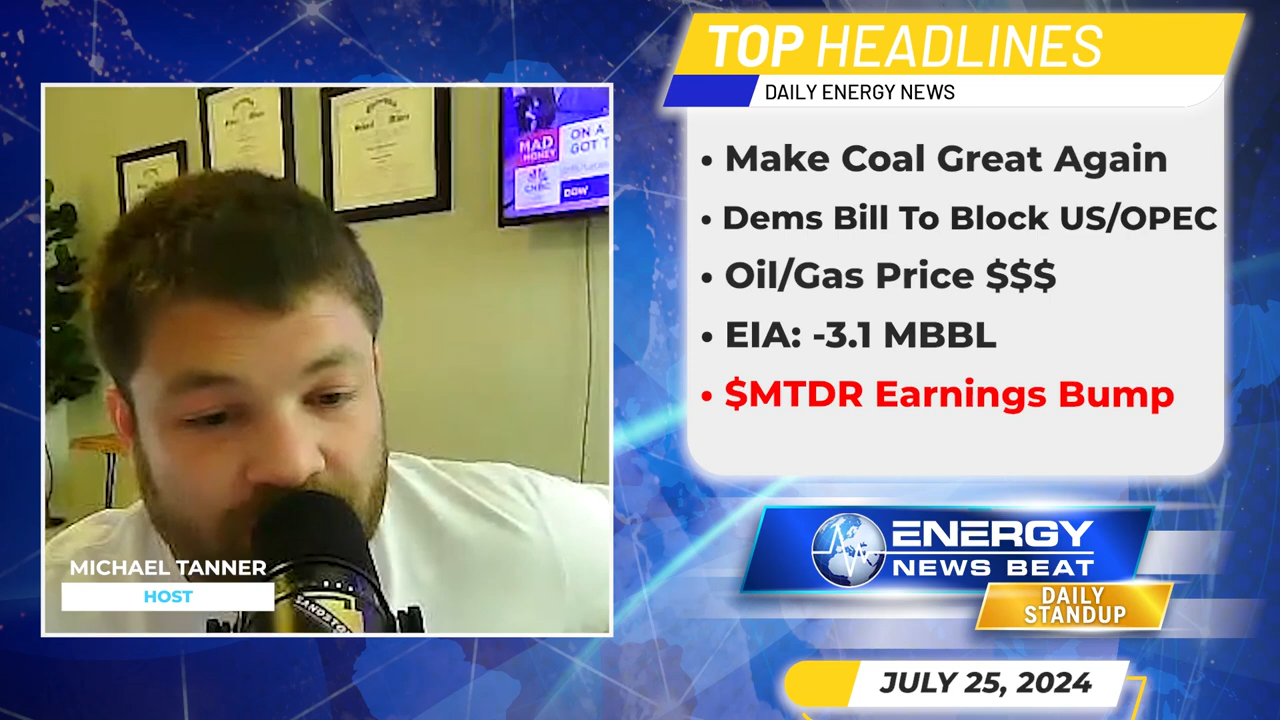 TOP HEADLINES
DAILY ENERGY NEWS
• Make Coal Great Again
• Dems Bill To Block US/OPEC
• Oil/Gas Price $$$
• EIA: -3.1 MBBL
• $MTDR Earnings Bump
MAD
MONEY
CNBC
ON A
GOT T
DOW
MICHAEL TANNER
HOST
ENERGY
NEWS BEAT
DAILY
STANDUP
JULY 25, 2024